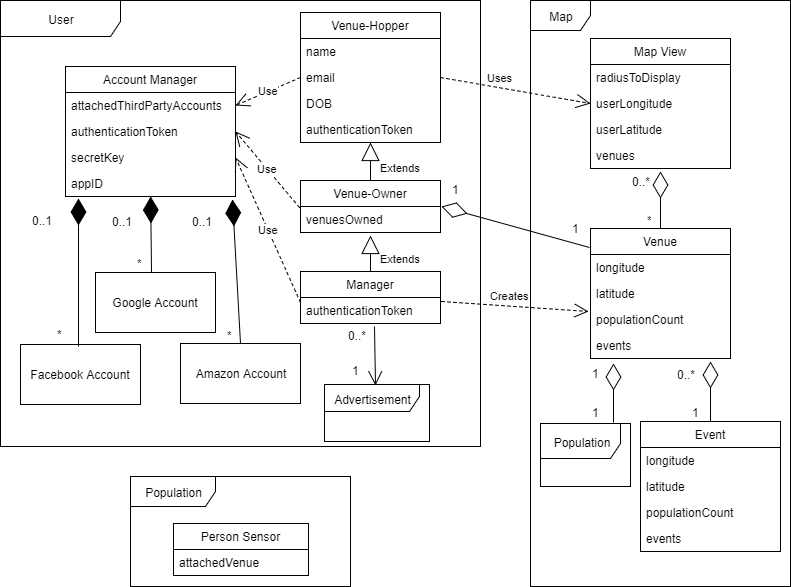 User
Venue-Hopper
name
email
DOB
authenticationToken
Account Manager
attachedThirdPartyAccounts
authenticationToken
secretKey
appID
Use
Use
Use
Extends
Venue-Owner
venuesOwned
Extends
Manager
authenticationToken
0..1
0..1
0..1
*
*
*
Google Account
Facebook Account
Amazon Account
0..*
1
Advertisement
Uses
1
1
Creates
Map
Map View
radiusToDisplay
userLongitude
userLatitude
venues
0..*
*
Venue
longitude
latitude
populationCount
events
1
0..*
1
1
Population
Event
longitude
latitude
populationCount
events
Population
Person Sensor
attachedVenue